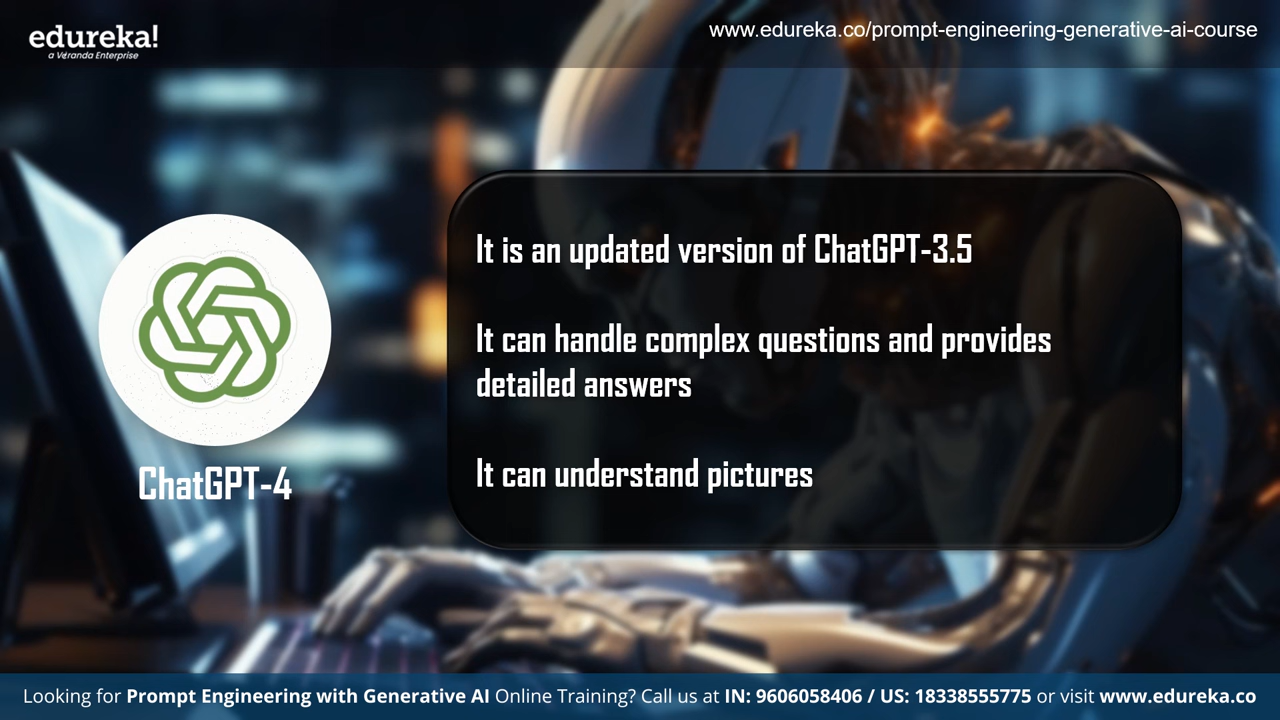 edureka!
a Veranda Enterprise
www.edureka.co/prompt-engineering-generative-ai-course
It is an updated version of ChatGPT-3.5
It can handle complex questions and provides
detailed answers
It can understand pictures
ChatGPT-4
Looking for Prompt Engineering with Generative AI Online Training? Call us at IN: 9606058406 / US: 18338555775 or visit www.edureka.co